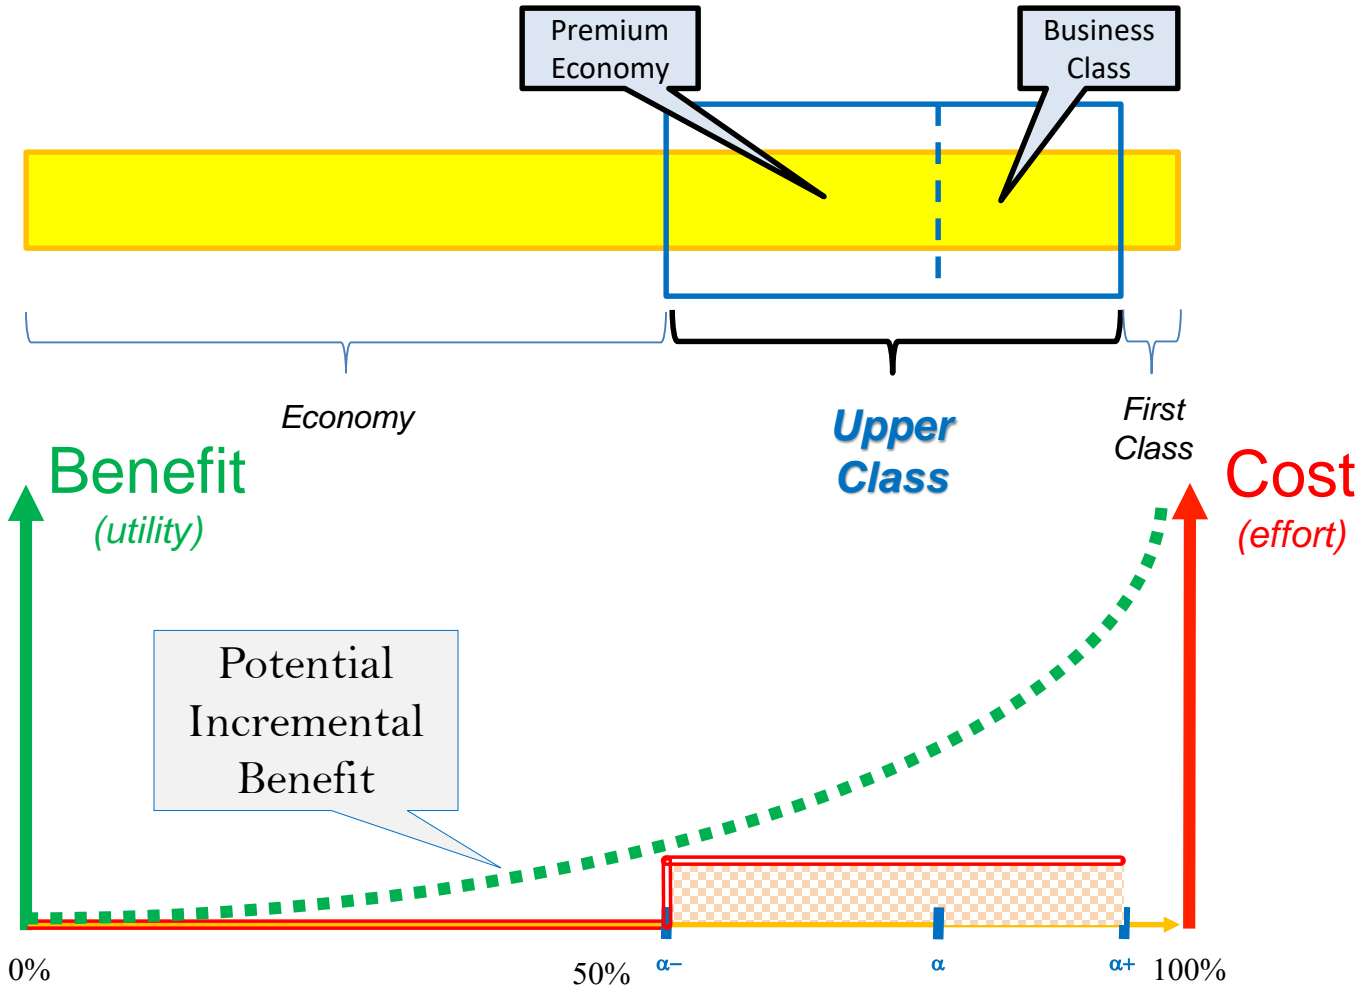 Premium
Economy
Business
Class
Economy
Upper
Class
First
Class
Benefit
(utility)
Cost
(effort)
Potential
Incremental
Benefit
0%
50%
α−
α
α+
100%